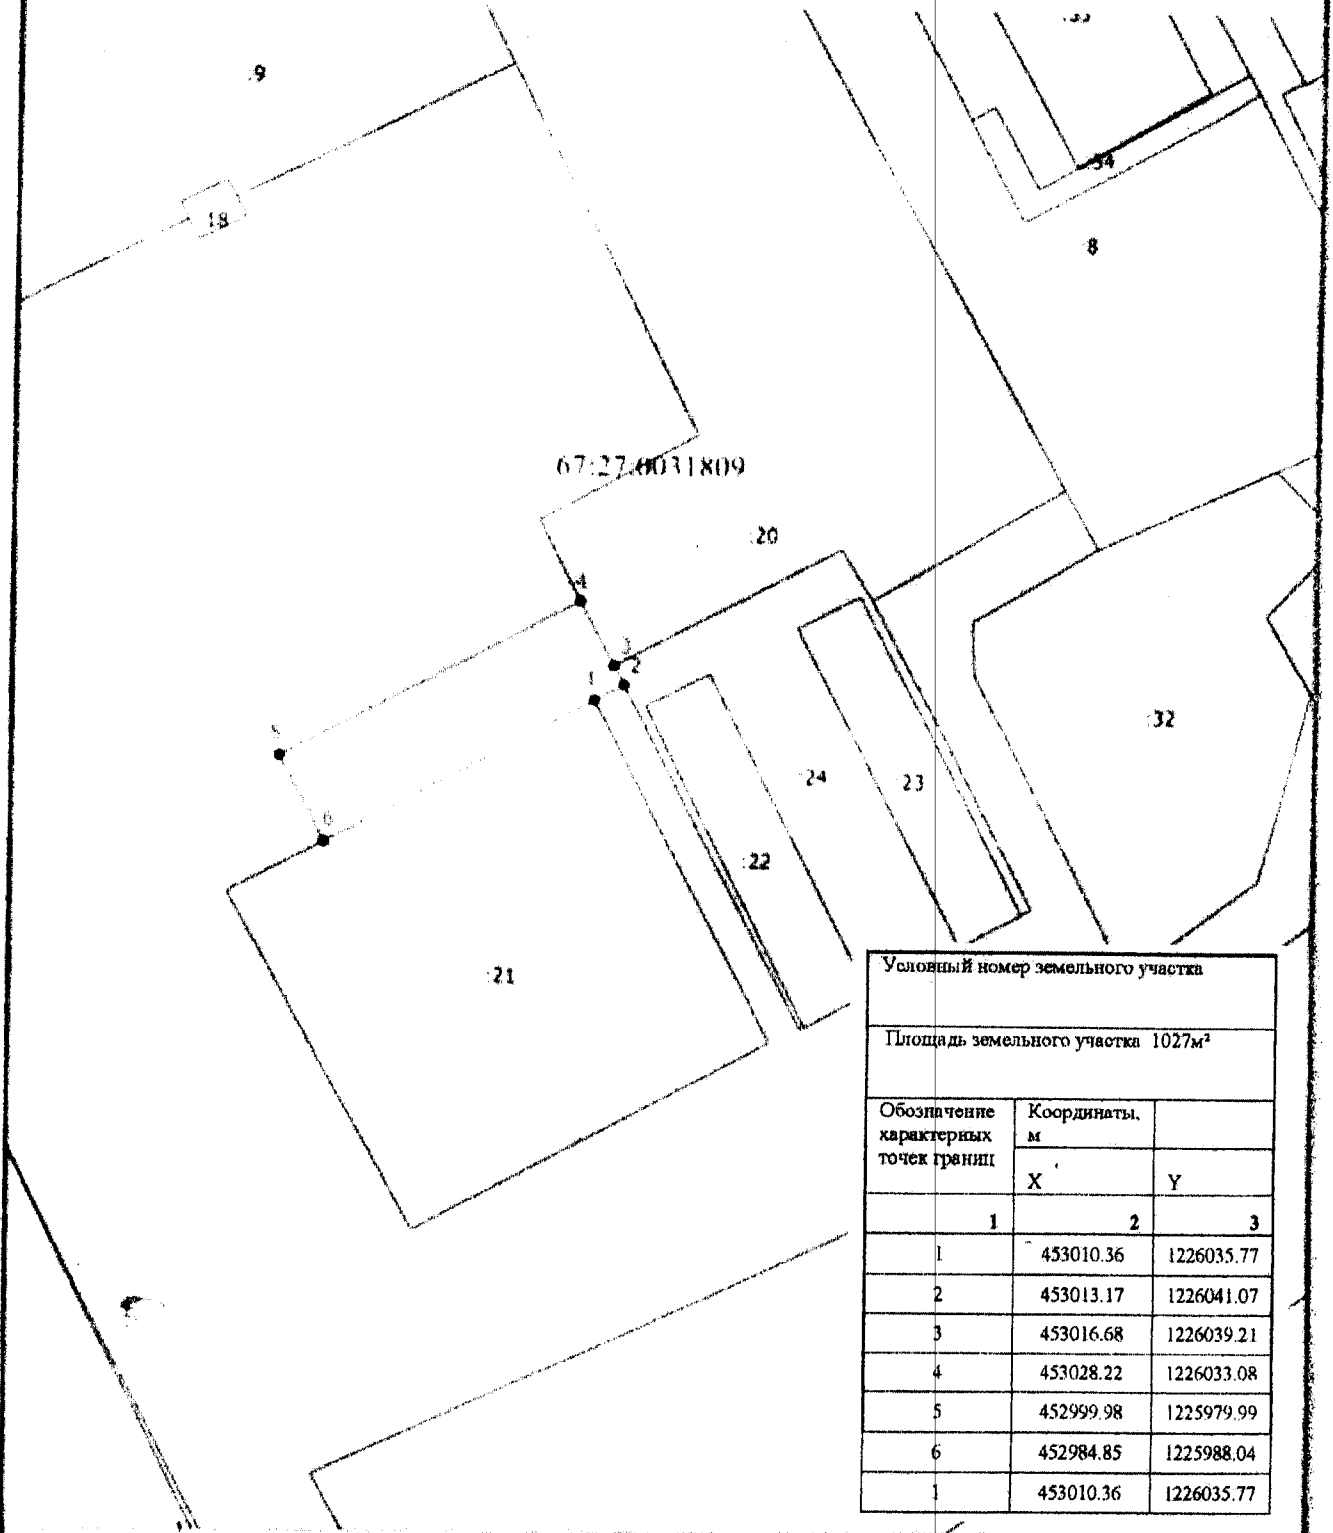 :33
:9
:34
18
8
67:27:0031809
:20
4
3
2
1
:32
5
:24
:23
6
:22
:21
Условный номер земельного участка
Площадь земельного участка 1027м²
Обозначение характерных точек границ
Координаты, м
X
Y
1 2 3
1 453010.36 1226035.77
2 453013.17 1226041.07
3 453016.68 1226039.21
4 453028.22 1226033.08
5 452999.98 1225979.99
6 452984.85 1225988.04
1 453010.36 1226035.77